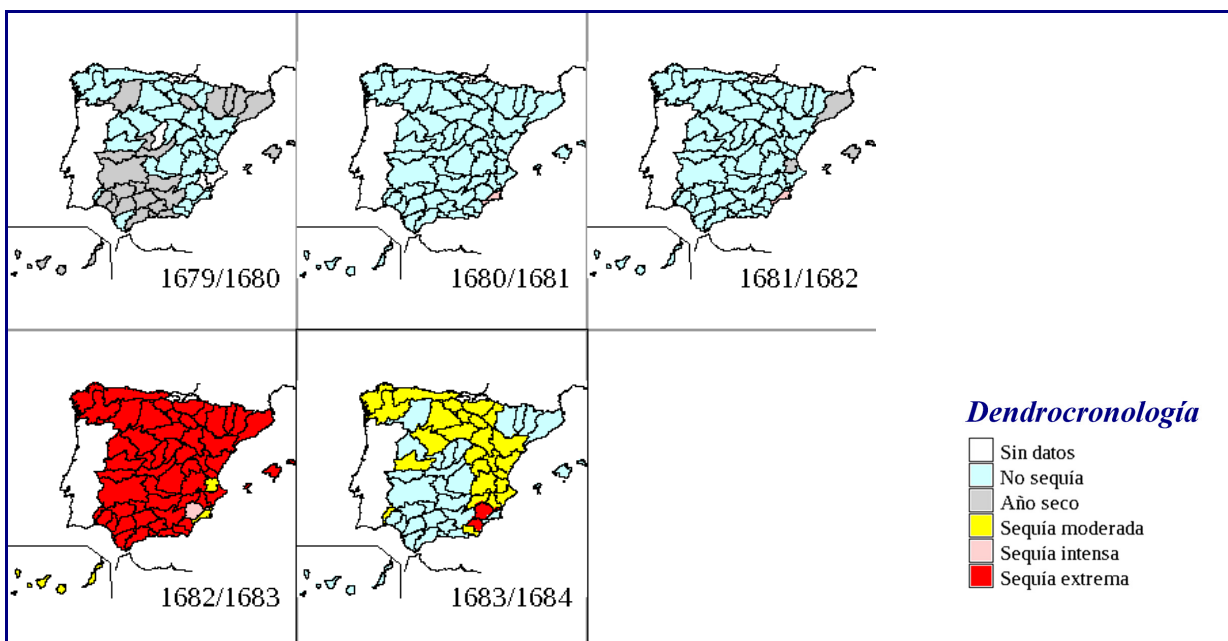 1679/1680
1680/1681
1681/1682
1682/1683
1683/1684
Dendrocronología
Sin datos
No sequía
Año seco
Sequía moderada
Sequía intensa
Sequía extrema